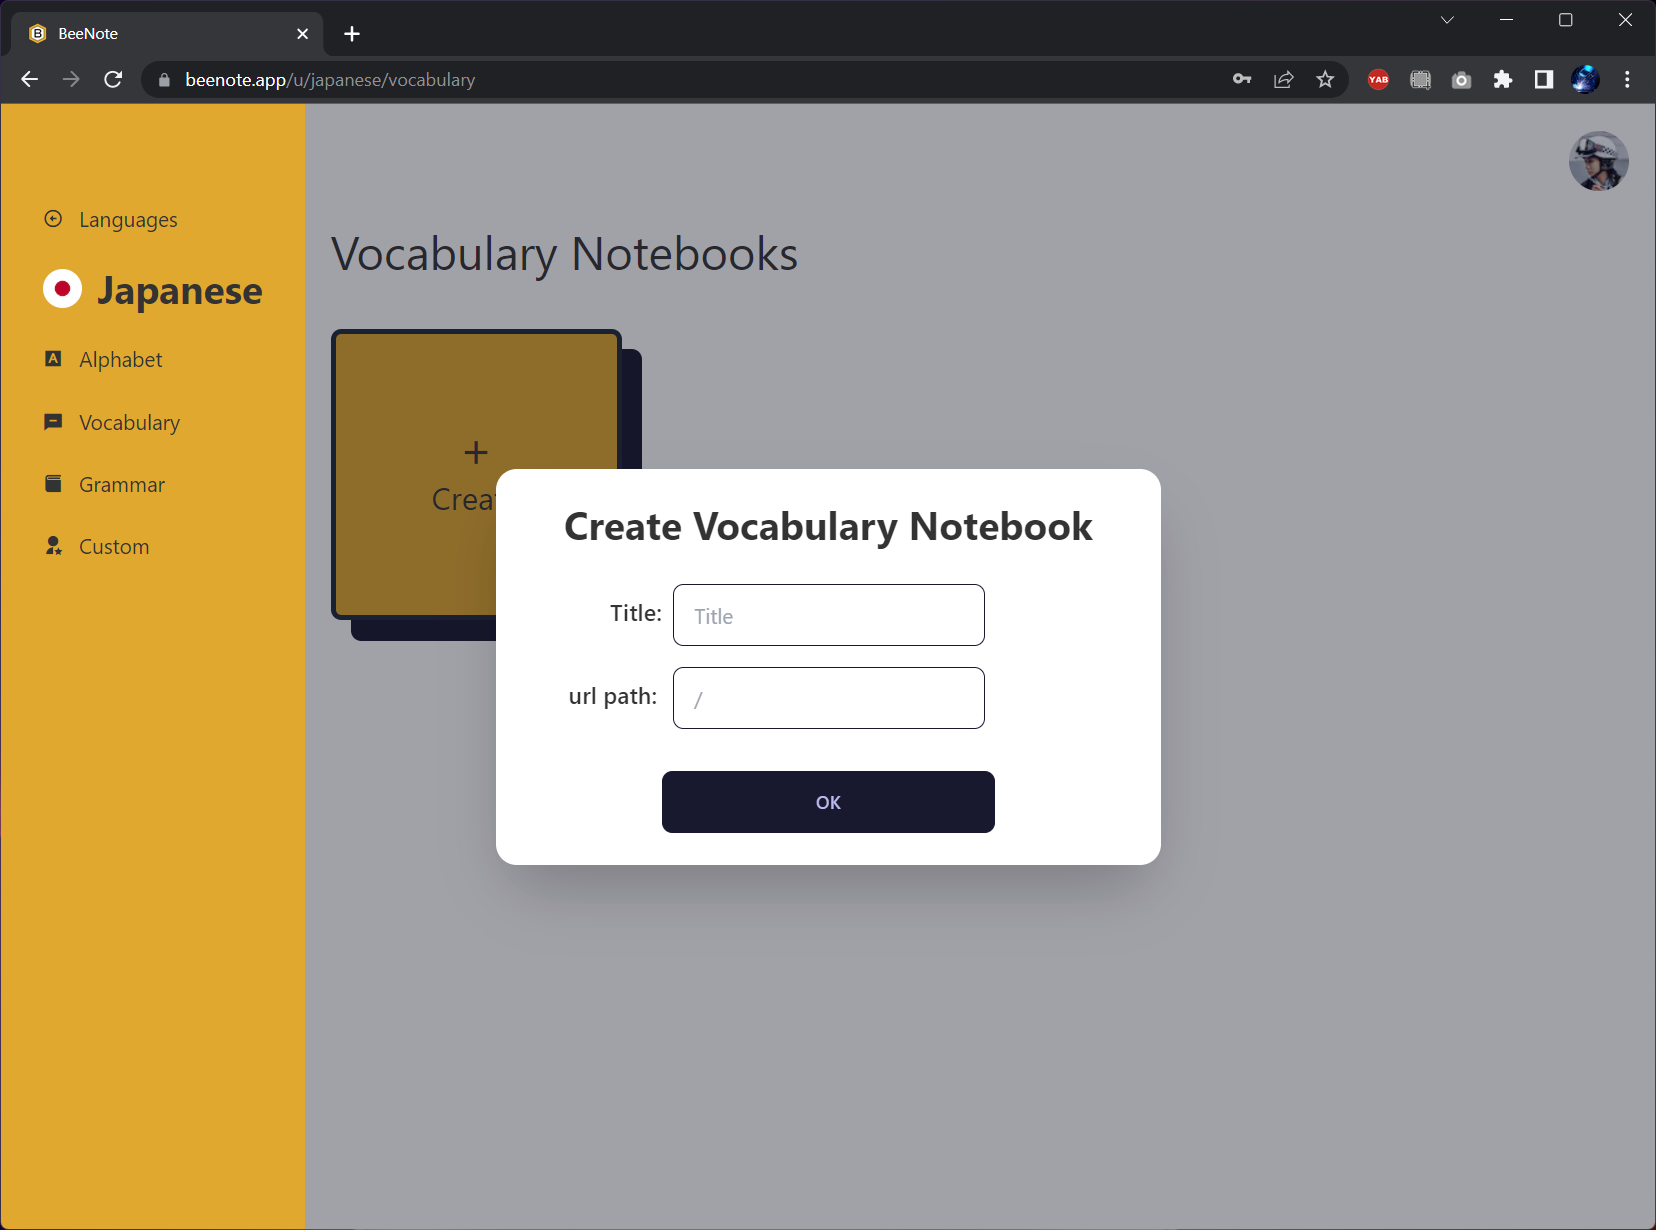 BeeNote
beenote.app/u/japanese/vocabulary
YAB
Languages
Japanese
A Alphabet
Vocabulary
Grammar
Custom
Vocabulary Notebooks
+
Crea
Create Vocabulary Notebook
Title: Title
url path: /
OK